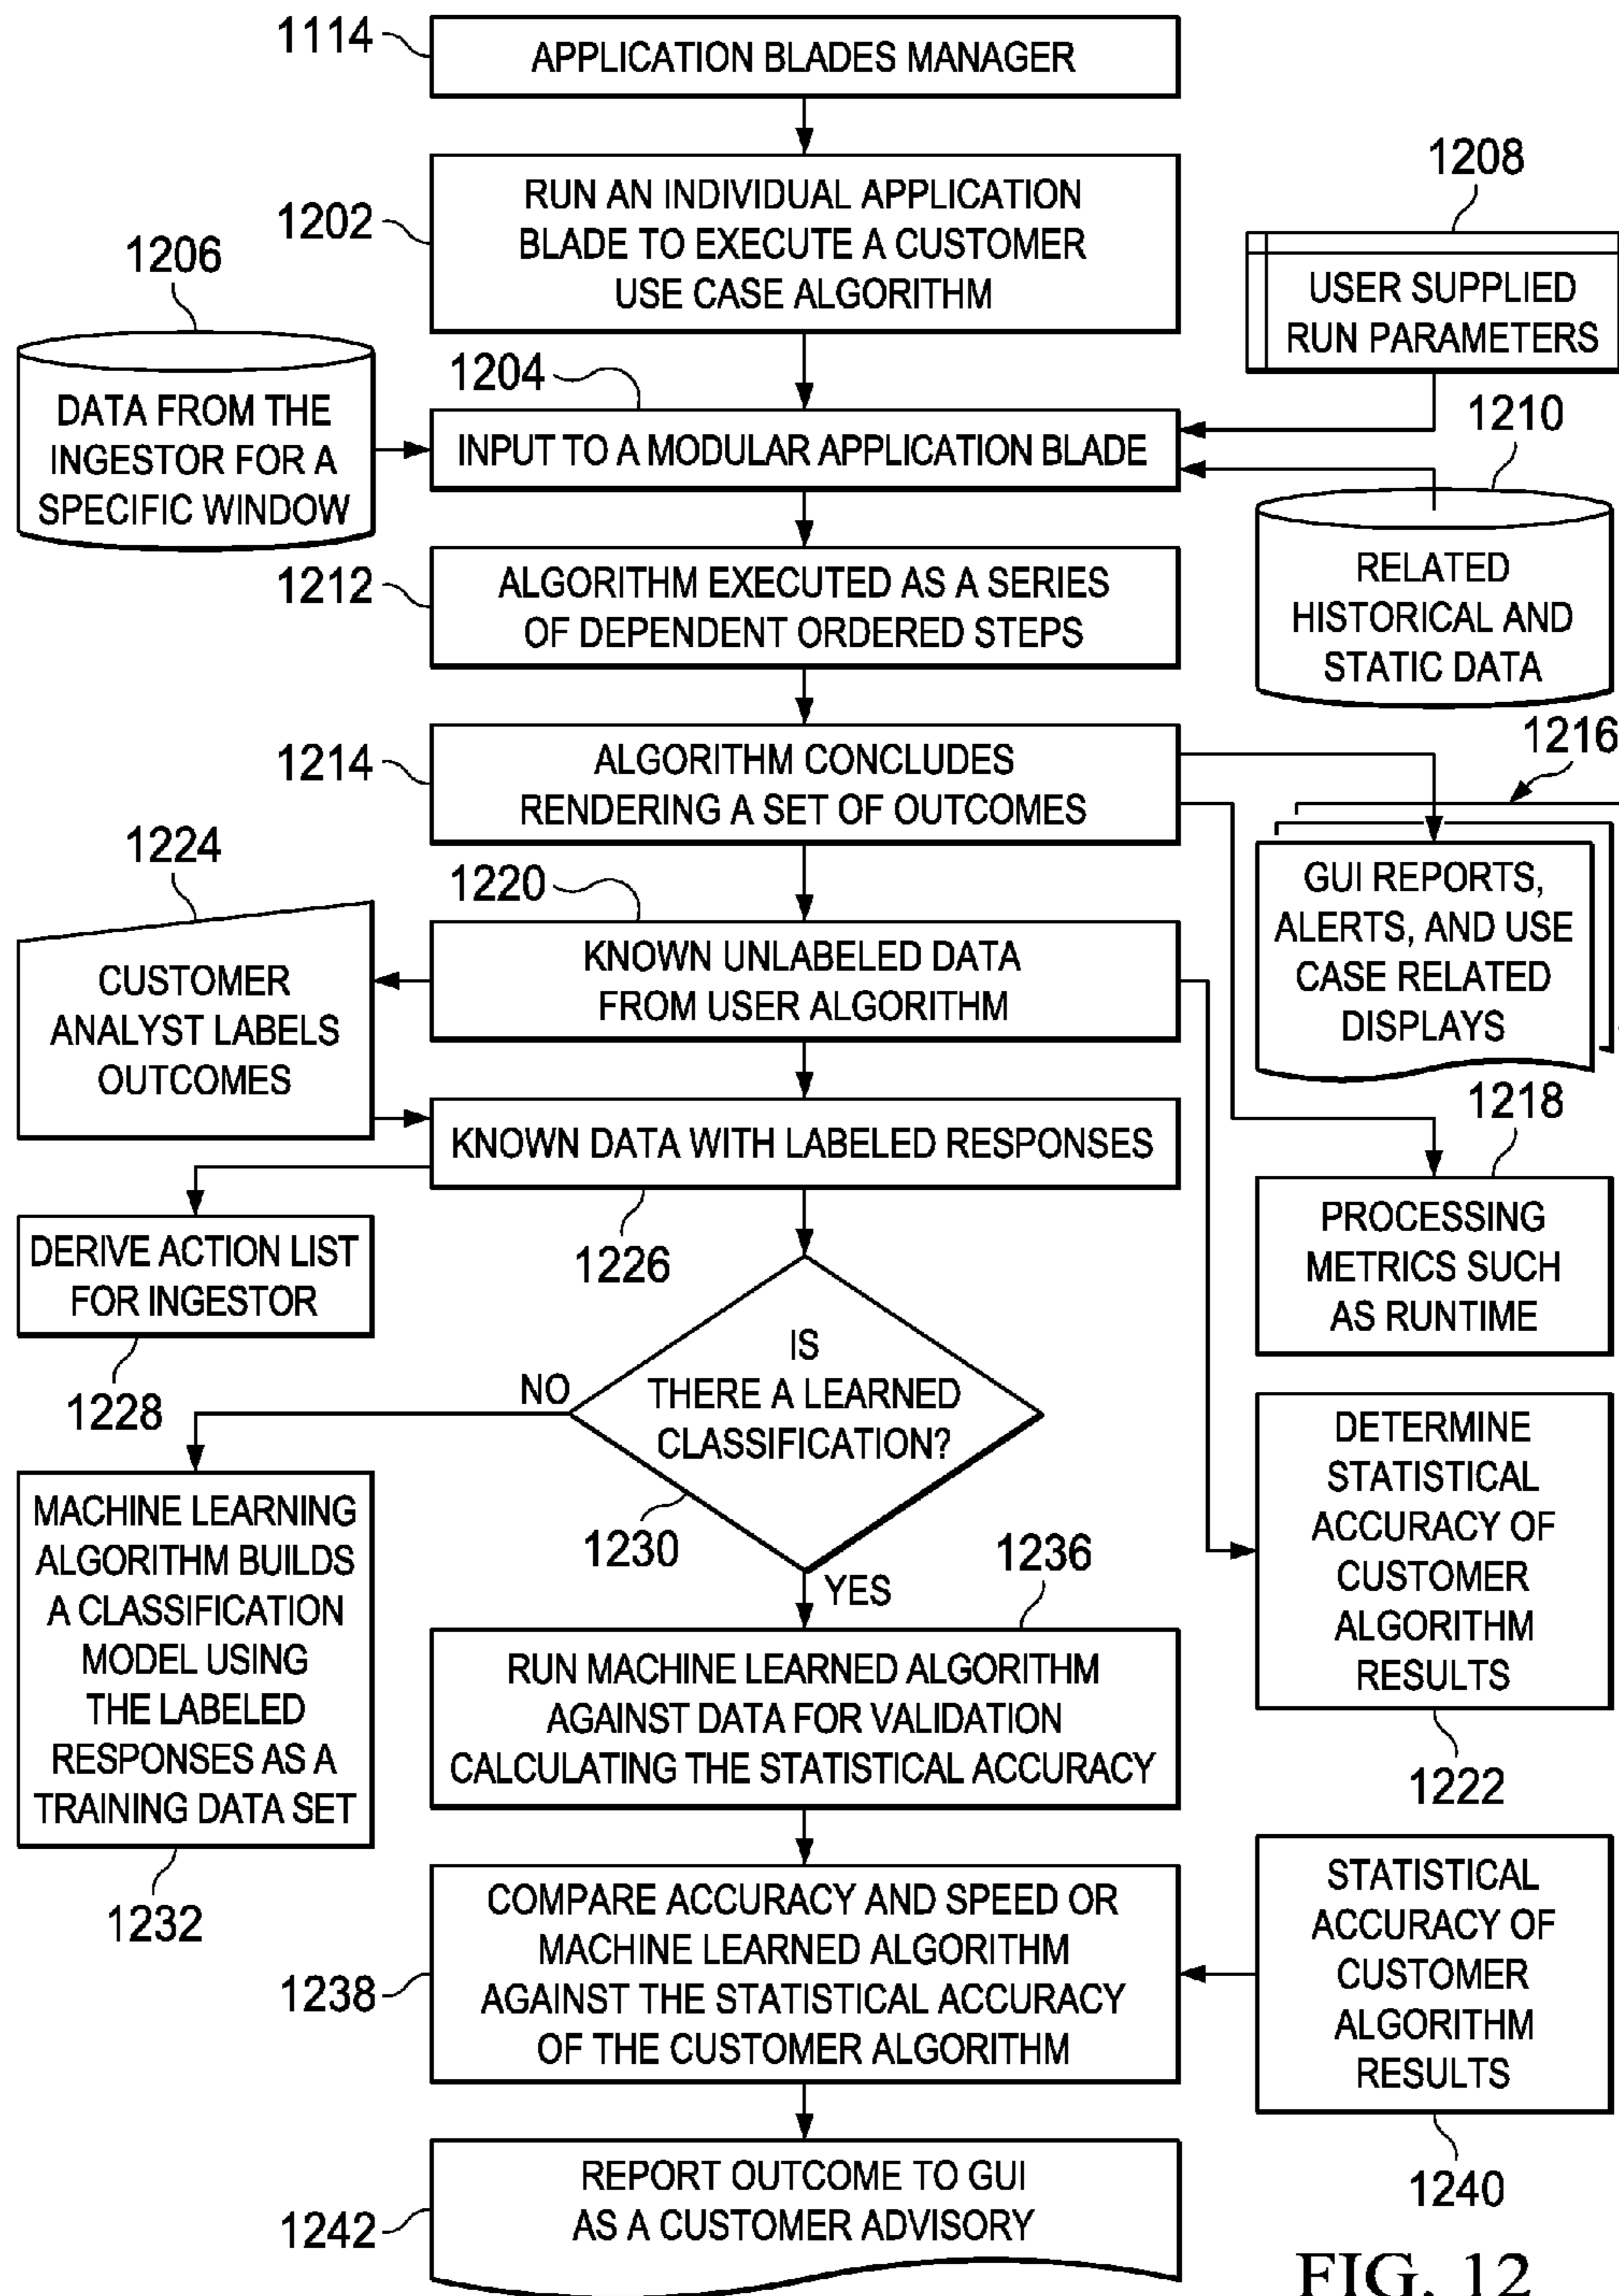 1114
APPLICATION BLADES MANAGER
1202
RUN AN INDIVIDUAL APPLICATION
BLADE TO EXECUTE A CUSTOMER
USE CASE ALGORITHM
1208
USER SUPPLIED
RUN PARAMETERS
1206
DATA FROM THE
INGESTOR FOR A
SPECIFIC WINDOW
1204
INPUT TO A MODULAR APPLICATION BLADE
1210
RELATED
HISTORICAL AND
STATIC DATA
1212
ALGORITHM EXECUTED AS A SERIES
OF DEPENDENT ORDERED STEPS
1214
ALGORITHM CONCLUDES
RENDERING A SET OF OUTCOMES
1216
GUI REPORTS,
ALERTS, AND USE
CASE RELATED
DISPLAYS
1224
CUSTOMER
ANALYST LABELS
OUTCOMES
1220
KNOWN UNLABELED DATA
FROM USER ALGORITHM
1218
PROCESSING
METRICS SUCH
AS RUNTIME
KNOWN DATA WITH LABELED RESPONSES
1226
DERIVE ACTION LIST
FOR INGESTOR
1228
IS
THERE A LEARNED
CLASSIFICATION?
1230
NO
YES
DETERMINE
STATISTICAL
ACCURACY OF
CUSTOMER
ALGORITHM
RESULTS
1222
MACHINE LEARNING
ALGORITHM BUILDS
A CLASSIFICATION
MODEL USING
THE LABELED
RESPONSES AS A
TRAINING DATA SET
1232
1236
RUN MACHINE LEARNED ALGORITHM
AGAINST DATA FOR VALIDATION
CALCULATING THE STATISTICAL ACCURACY
1238
COMPARE ACCURACY AND SPEED OR
MACHINE LEARNED ALGORITHM
AGAINST THE STATISTICAL ACCURACY
OF THE CUSTOMER ALGORITHM
STATISTICAL
ACCURACY OF
CUSTOMER
ALGORITHM
RESULTS
1240
1242
REPORT OUTCOME TO GUI
AS A CUSTOMER ADVISORY
FIG. 12